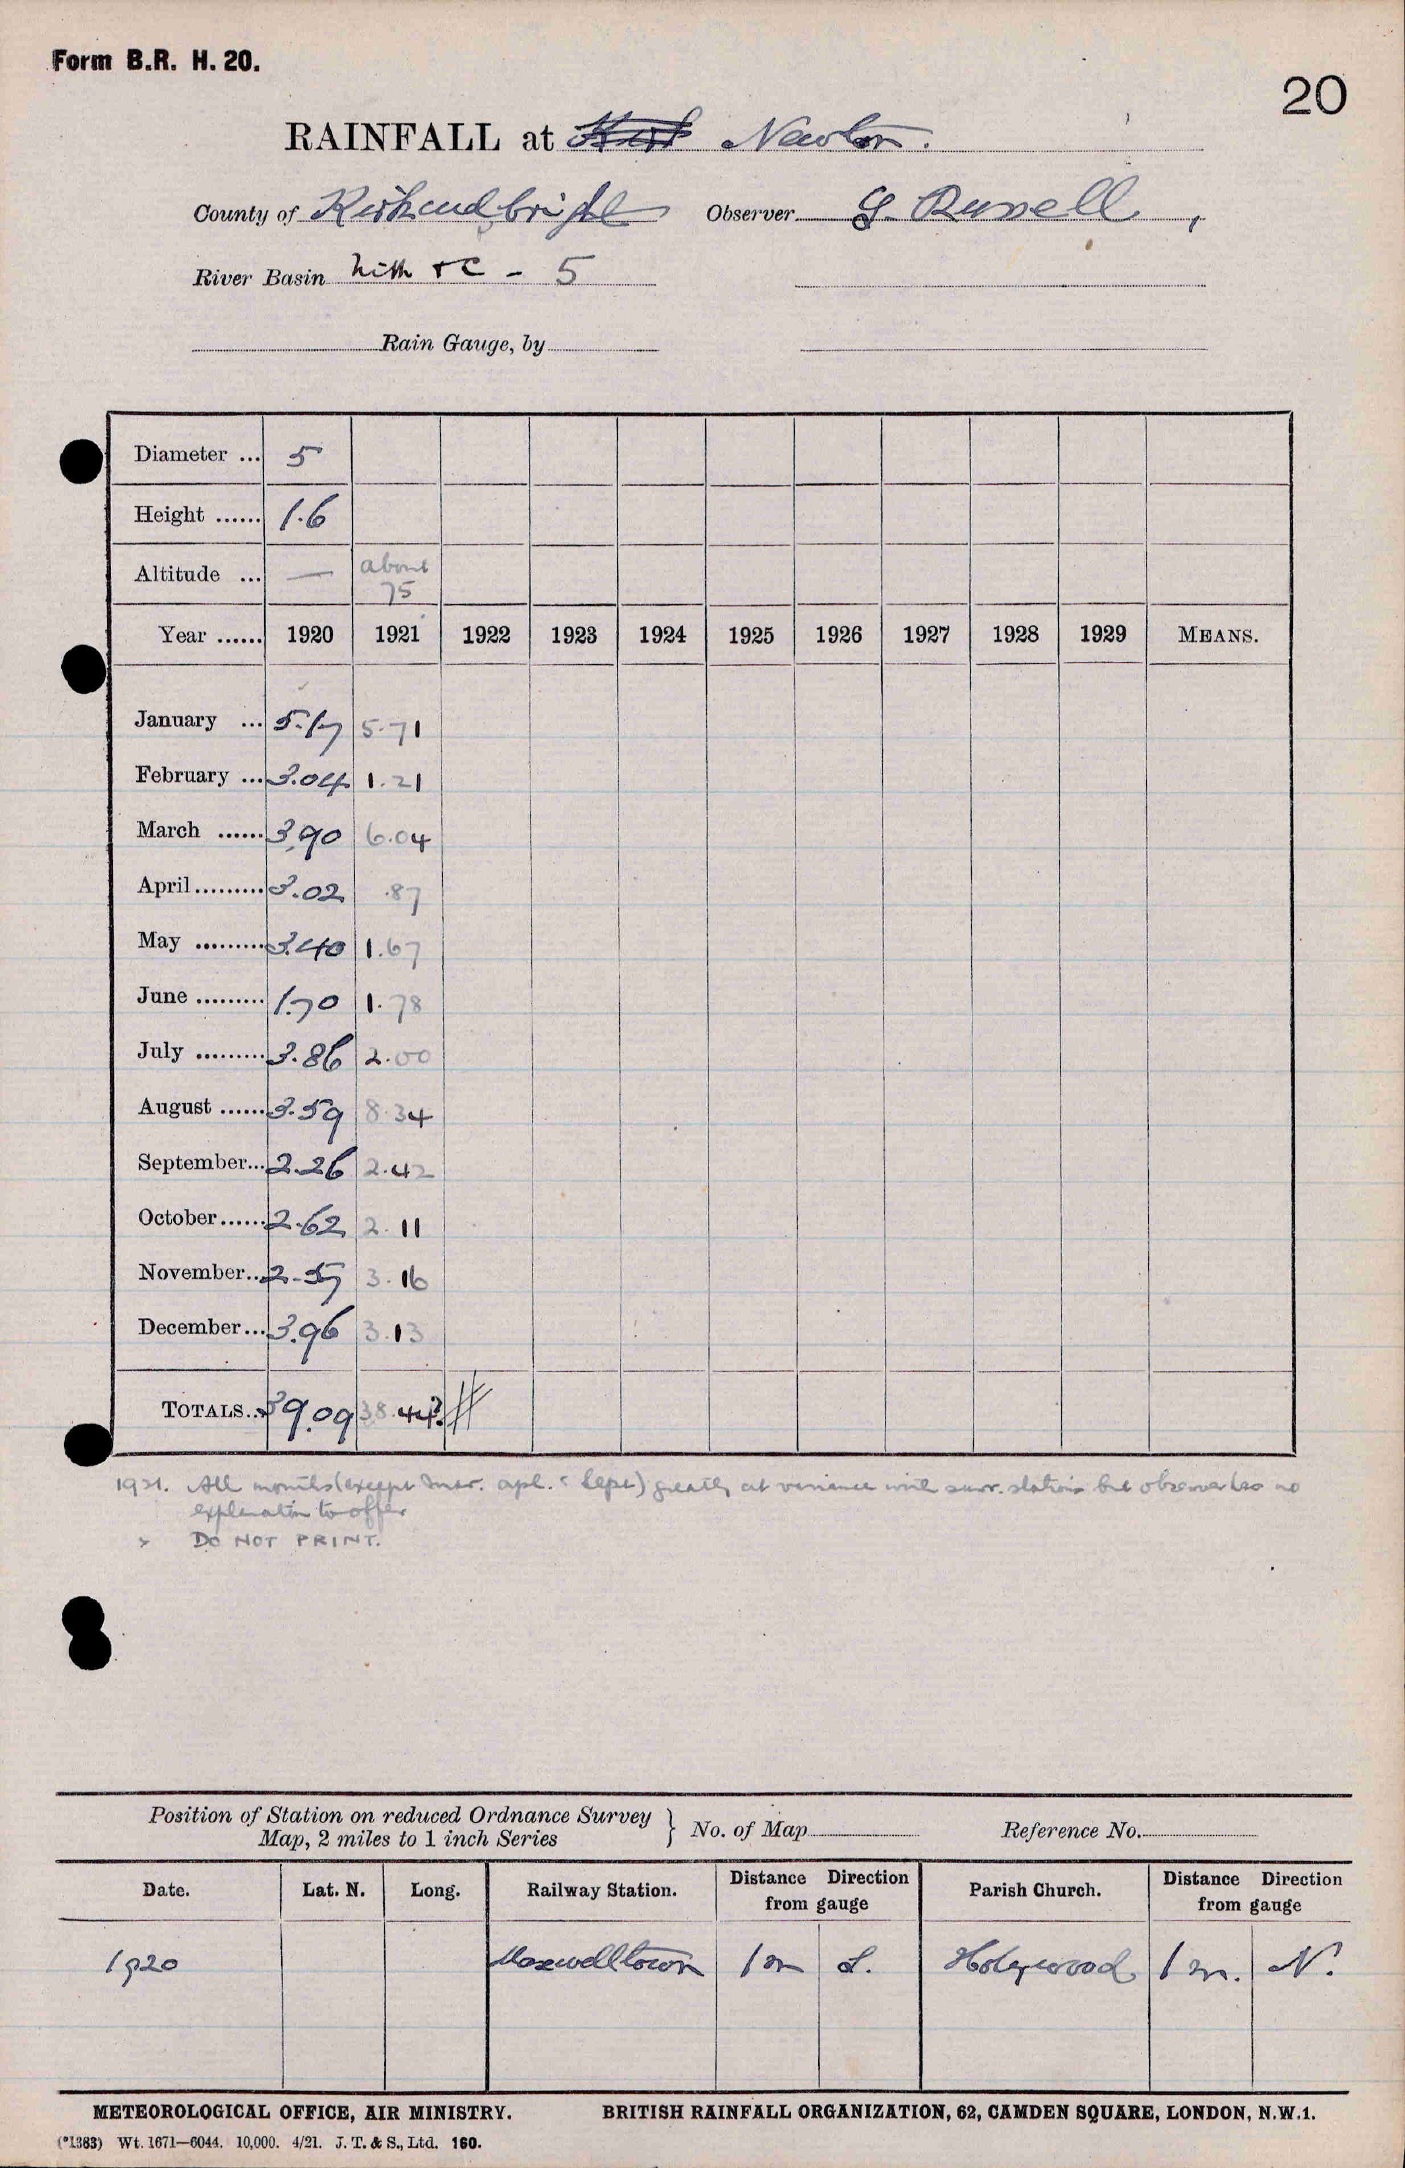 Form B.R. H. 20.
20
RAINFALL at Newton.
County of Kirkcudbright Observer G. Russell
River Basin Nith & C - 5
Rain Gauge, by
Diameter ... 5
Height ...... 1.6
Altitude ... — about 75
Year ...... 1920 1921 1922 1923 1924 1925 1926 1927 1928 1929 MEANS.
January ... 5.17 5.71
February ... 3.04 1.21
March ...... 3.90 6.04
April ......... 3.02 .87
May ......... 3.40 1.67
June ......... 1.70 1.78
July ......... 3.86 2.00
August ...... 3.59 8.34
September... 2.26 2.42
October...... 2.62 2.11
November... 2.57 3.16
December... 3.96 3.13
TOTALS... 39.09 38.44?
1921. All months (except mar. apl. & Sept) greatly at variance with surr. stations but observer has no
explanation to offer
DO NOT PRINT.
Position of Station on reduced Ordnance Survey
Map, 2 miles to 1 inch Series } No. of Map Reference No.
Date. Lat. N. Long. Railway Station. Distance Direction from gauge Parish Church. Distance Direction from gauge
1920 Maxwelltown 1 m S. Holywood 1 m. N.
METEOROLOGICAL OFFICE, AIR MINISTRY. BRITISH RAINFALL ORGANIZATION, 62, CAMDEN SQUARE, LONDON, N.W.1.
(*1383) Wt. 1671—6044. 10,000. 4/21. J. T. & S., Ltd. 160.